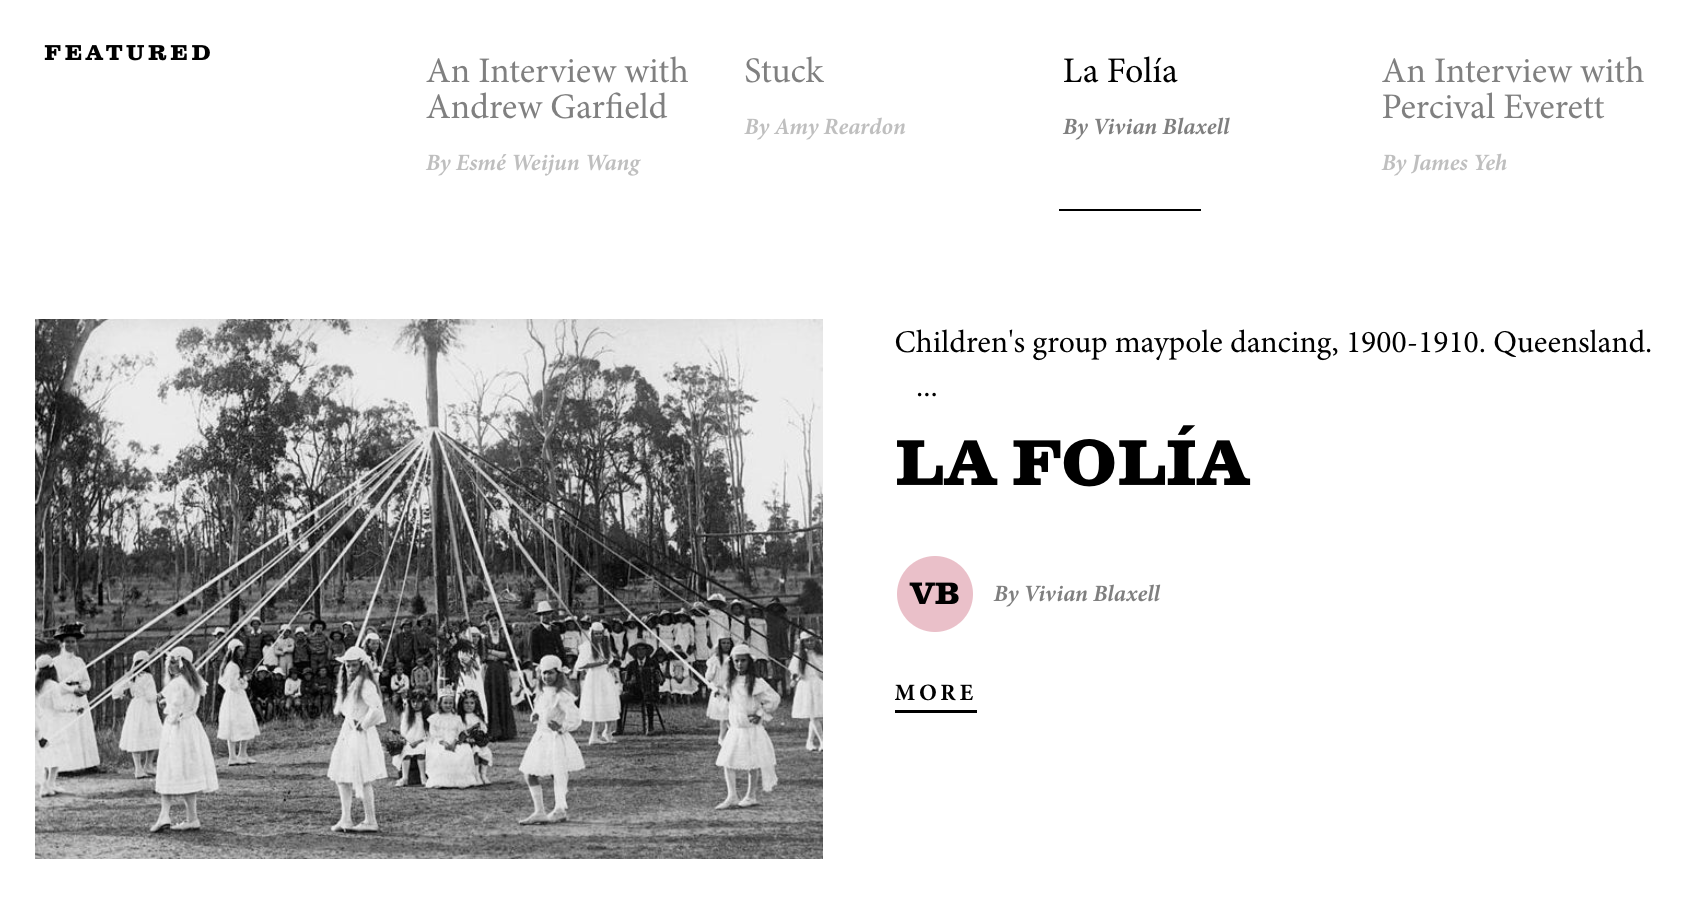 FEATURED
An Interview with
Andrew Garfield
By Esmé Weijun Wang
Stuck
By Amy Reardon
La Folía
By Vivian Blaxell
An Interview with
Percival Everett
By James Yeh
Children's group maypole dancing, 1900-1910. Queensland.
...
LA FOLÍA
VB
By Vivian Blaxell
MORE